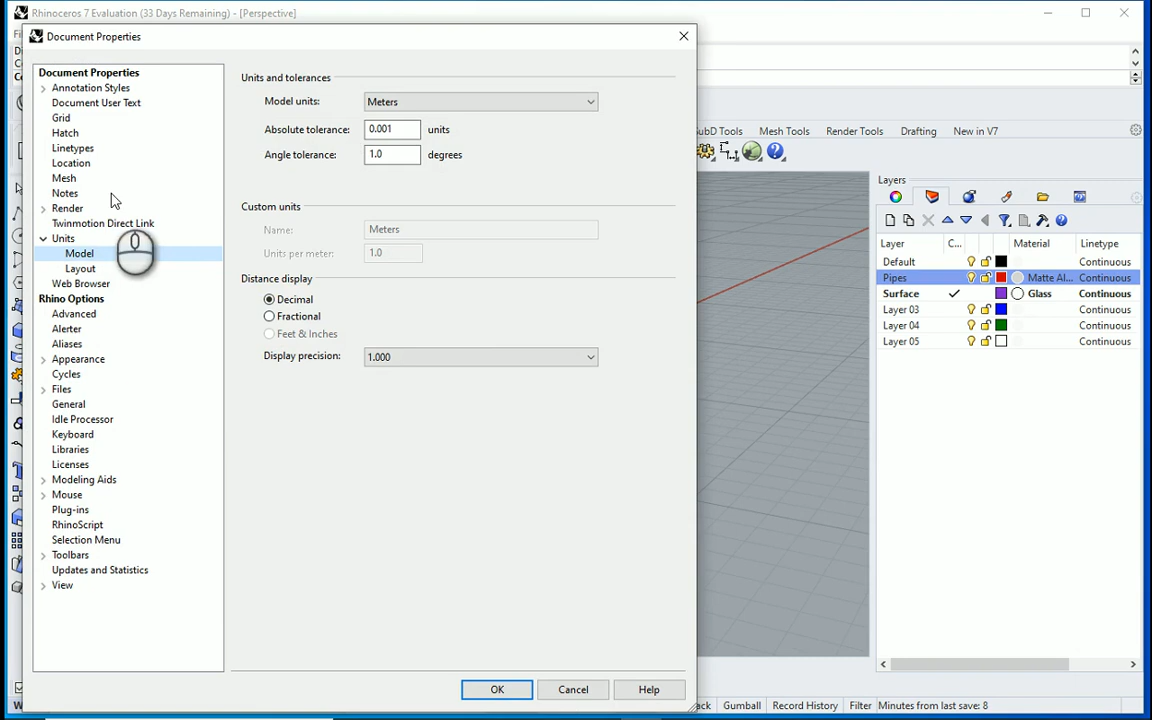 Rhinoceros 7 Evaluation (33 Days Remaining) - [Perspective]
Document Properties
Document Properties
Annotation Styles
Document User Text
Grid
Hatch
Linetypes
Location
Mesh
Notes
Render
Twinmotion Direct Link
Units
Model
Layout
Web Browser
Rhino Options
Advanced
Alerter
Aliases
Appearance
Cycles
Files
General
Idle Processor
Keyboard
Libraries
Licenses
Modeling Aids
Mouse
Plug-ins
RhinoScript
Selection Menu
Toolbars
Updates and Statistics
View
Units and tolerances
Model units: Meters
Absolute tolerance: 0.001 units
Angle tolerance: 1.0 degrees
Custom units
Name: Meters
Units per meter: 1.0
Distance display
Decimal
Fractional
Feet & Inches
Display precision: 1.000
OK Cancel Help
SubD Tools Mesh Tools Render Tools Drafting New in V7
Layers
Layer C... Material Linetype
Default Continuous
Pipes Matte Al... Continuous
Surface Glass Continuous
Layer 03 Continuous
Layer 04 Continuous
Layer 05 Continuous
Gumball Record History Filter Minutes from last save: 8